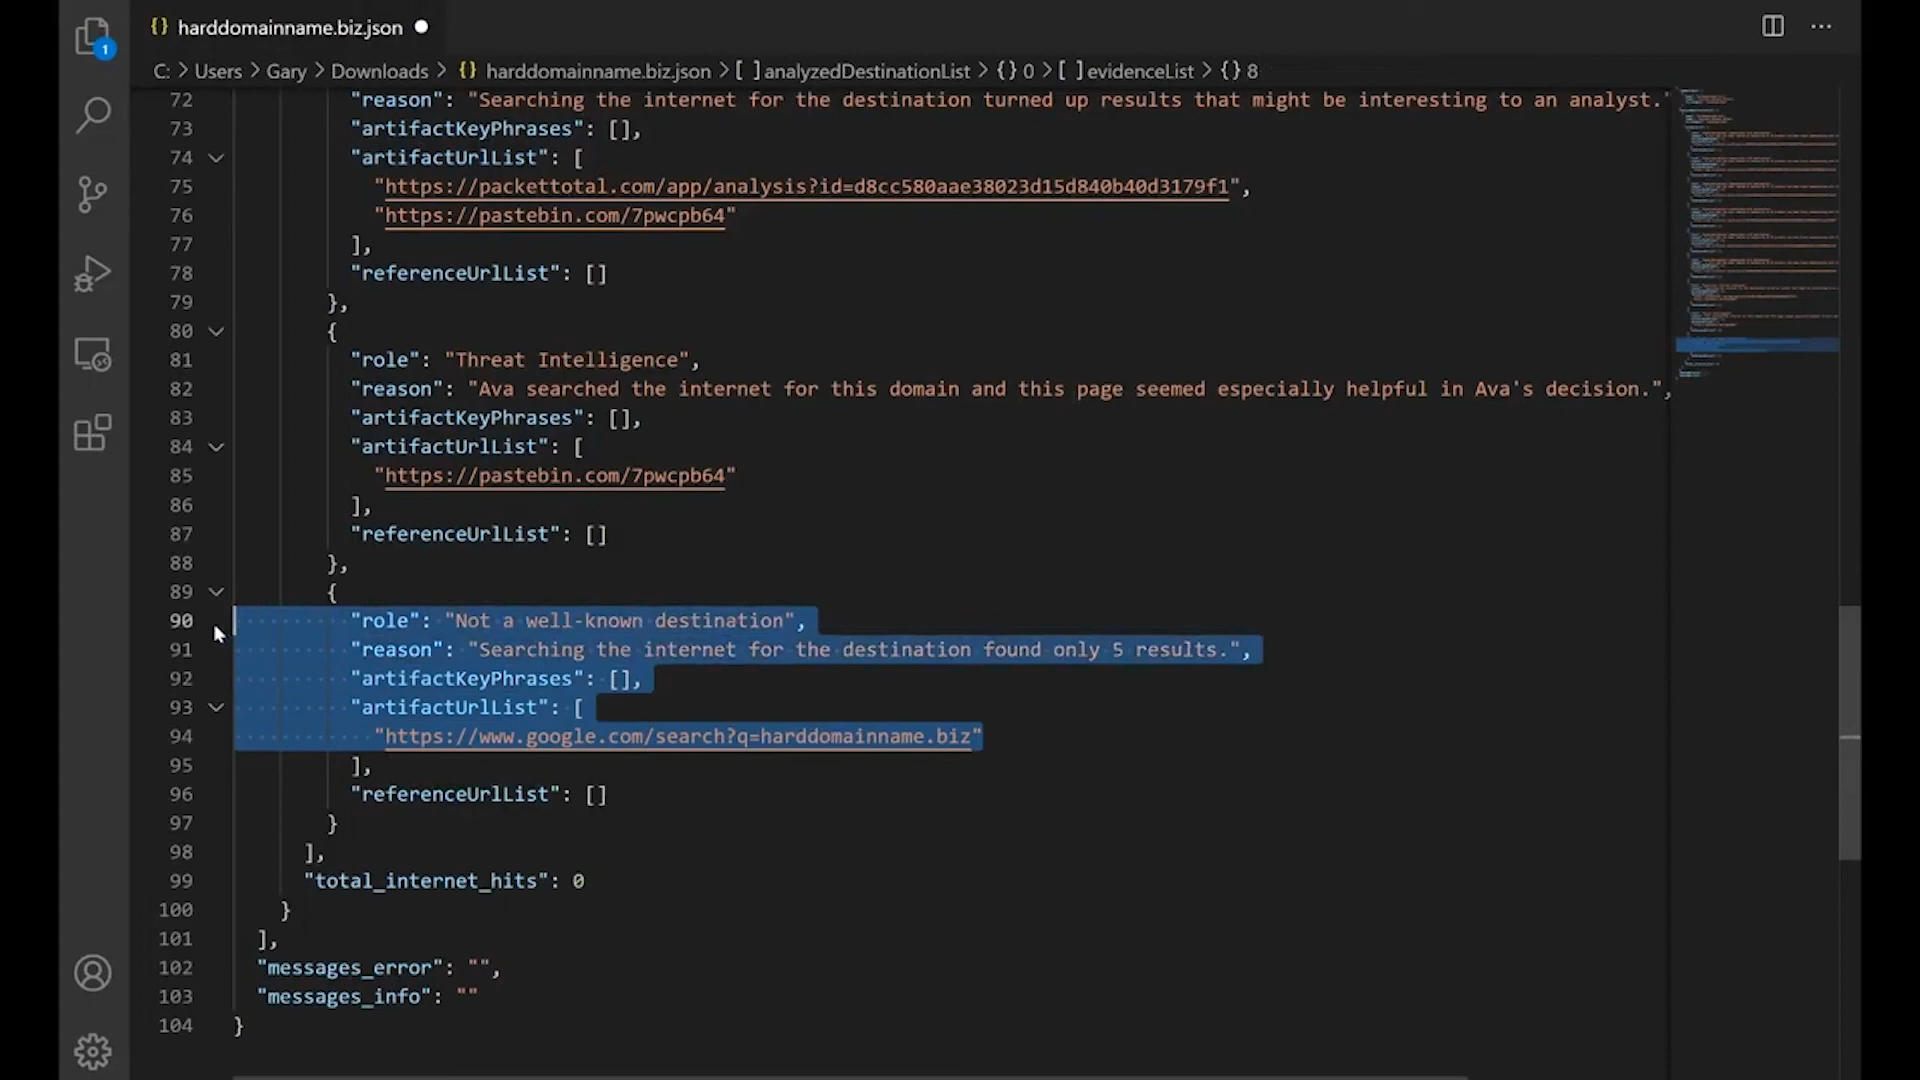 {} harddomainname.biz.json
1
C: > Users > Gary > Downloads > {} harddomainname.biz.json > [ ] analyzedDestinationList > {} 0 > [ ] evidenceList > {} 8
72 "reason": "Searching the internet for the destination turned up results that might be interesting to an analyst."
73 "artifactKeyPhrases": [],
74 "artifactUrlList": [
75 "https://packettotal.com/app/analysis?id=d8cc580aae38023d15d840b40d3179f1",
76 "https://pastebin.com/7pwcpb64"
77 ],
78 "referenceUrlList": []
79 },
80 {
81 "role": "Threat Intelligence",
82 "reason": "Ava searched the internet for this domain and this page seemed especially helpful in Ava's decision.",
83 "artifactKeyPhrases": [],
84 "artifactUrlList": [
85 "https://pastebin.com/7pwcpb64"
86 ],
87 "referenceUrlList": []
88 },
89 {
90 "role": "Not a well-known destination",
91 "reason": "Searching the internet for the destination found only 5 results.",
92 "artifactKeyPhrases": [],
93 "artifactUrlList": [
94 "https://www.google.com/search?q=harddomainname.biz"
95 ],
96 "referenceUrlList": []
97 }
98 ],
99 "total_internet_hits": 0
100 }
101 ],
102 "messages_error": "",
103 "messages_info": ""
104 }